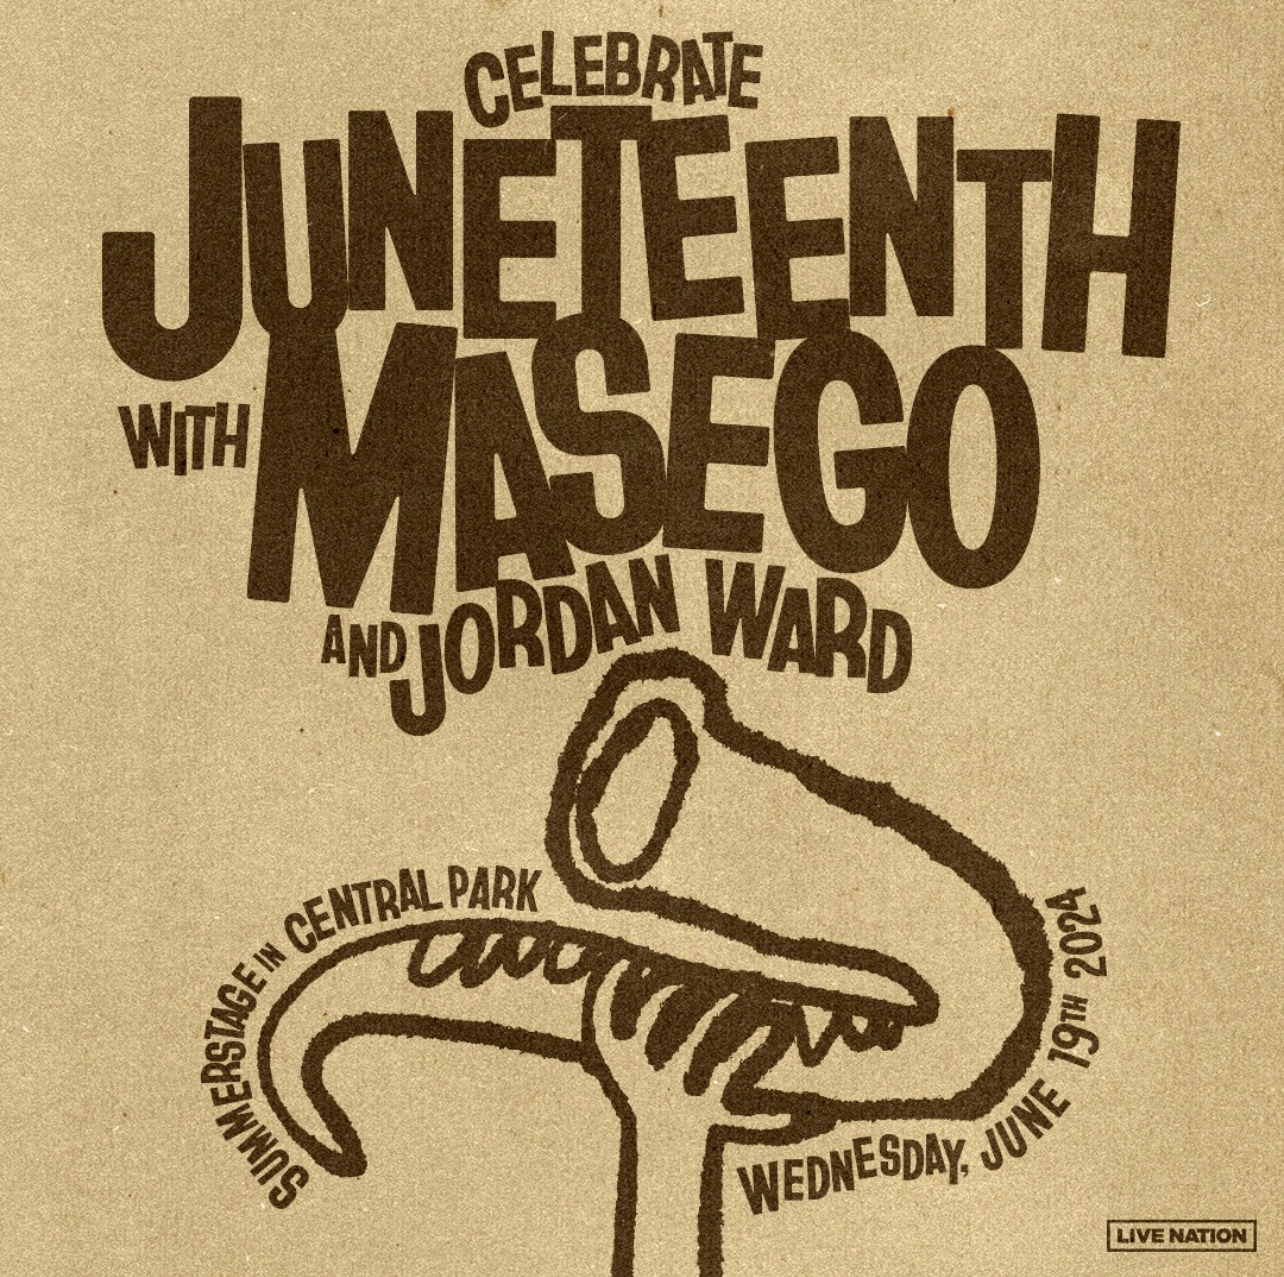 CELEBRATE
JUNETEENTH
WITH MASEGO
AND JORDAN WARD
SUMMERSTAGE IN CENTRAL PARK
WEDNESDAY, JUNE 19TH 2024
LIVE NATION